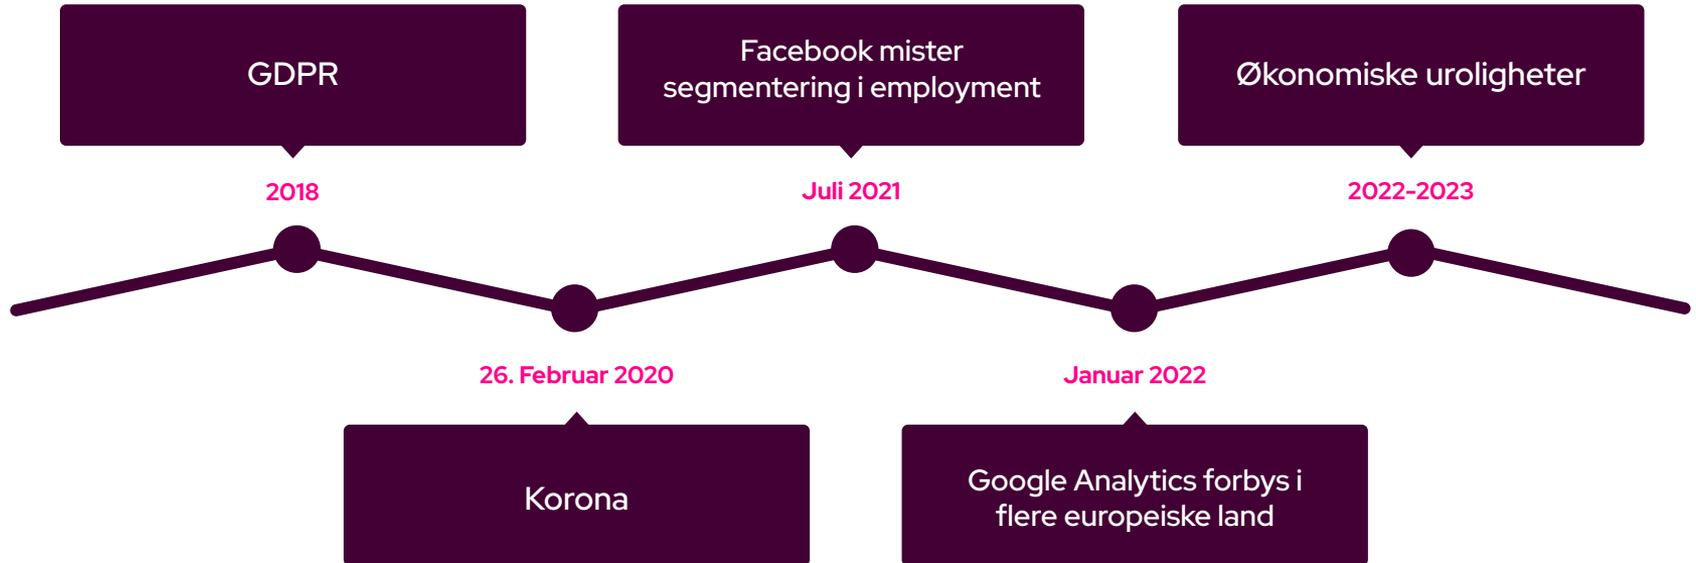 GDPR
2018
26. Februar 2020
Korona
Facebook mister
segmentering i employment
Juli 2021
Januar 2022
Google Analytics forbys i
flere europeiske land
Økonomiske uroligheter
2022-2023